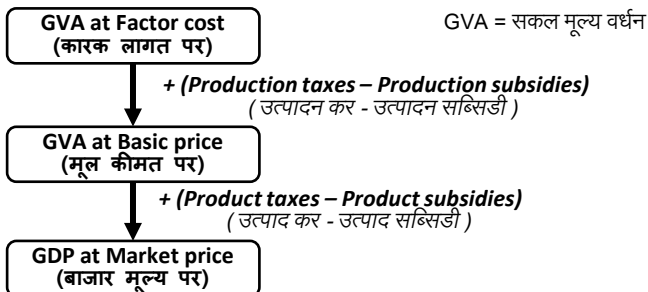 GVA at Factor cost
(कारक लागत पर)
GVA = सकल मूल्य वर्धन
+ (Production taxes – Production subsidies)
( उत्पादन कर - उत्पादन सब्सिडी )
GVA at Basic price
(मूल कीमत पर)
+ (Product taxes – Product subsidies)
( उत्पाद कर - उत्पाद सब्सिडी )
GDP at Market price
(बाजार मूल्य पर)